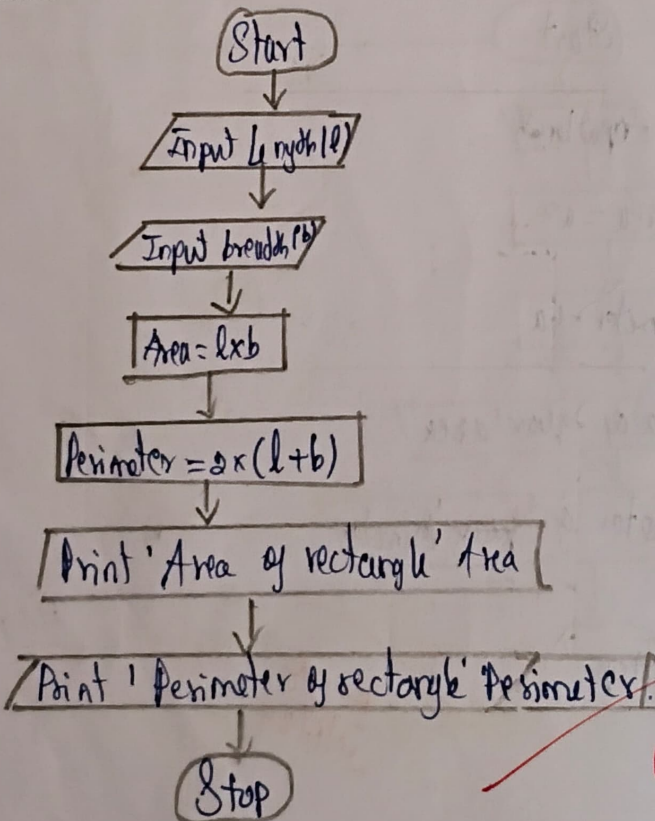 Start
Input Length(l)
Input breadth(b)
Area = l×b
Perimeter = 2×(l+b)
Print 'Area of rectangle' Area
Print 'Perimeter of rectangle' Perimeter
Stop